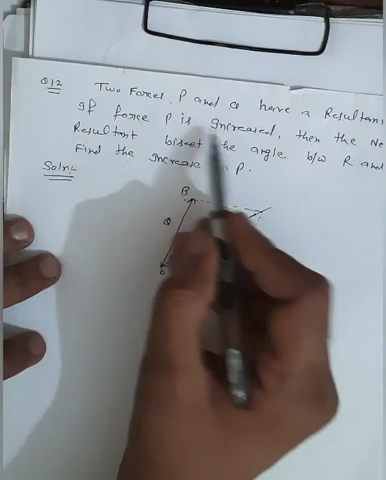 Q12 Two Forces P and Q have a Resultant
If force P is Increased, then the Ne
Resultant bisect the angle b/w R and
Find the Increase P.
Soln:-
B
Q
O